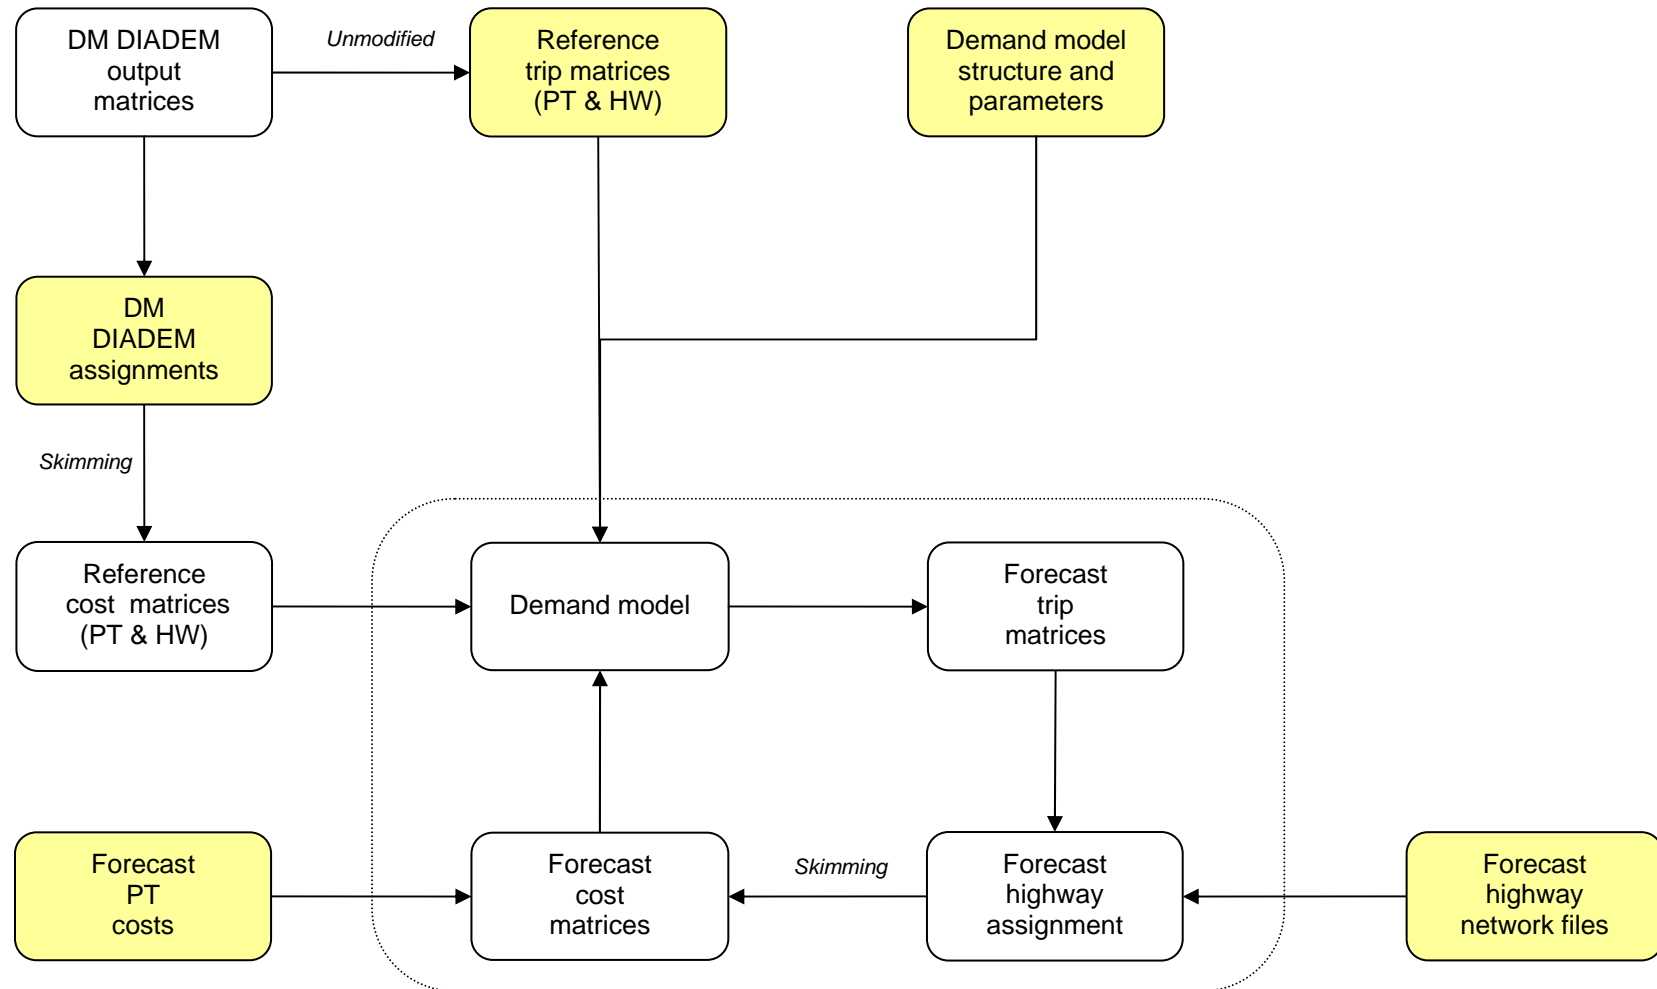 DM DIADEM
output
matrices
Unmodified
Reference
trip matrices
(PT & HW)
Demand model
structure and
parameters
DM
DIADEM
assignments
Skimming
Reference
cost matrices
(PT & HW)
Demand model
Forecast
trip
matrices
Forecast
PT
costs
Forecast
cost
matrices
Skimming
Forecast
highway
assignment
Forecast
highway
network files